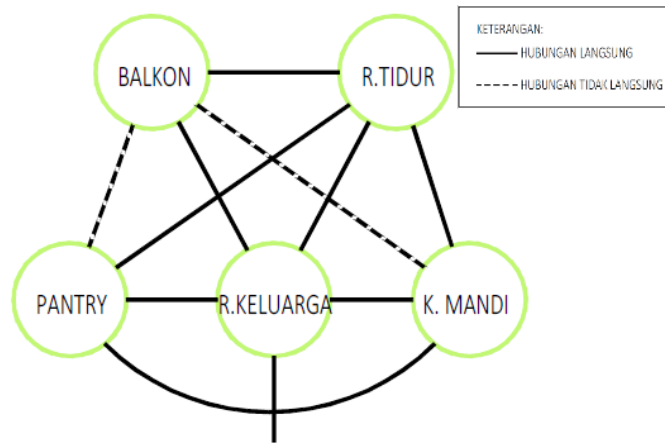 BALKON
R.TIDUR
KETERANGAN:
HUBUNGAN LANGSUNG
HUBUNGAN TIDAK LANGSUNG
PANTRY
R.KELUARGA
K. MANDI